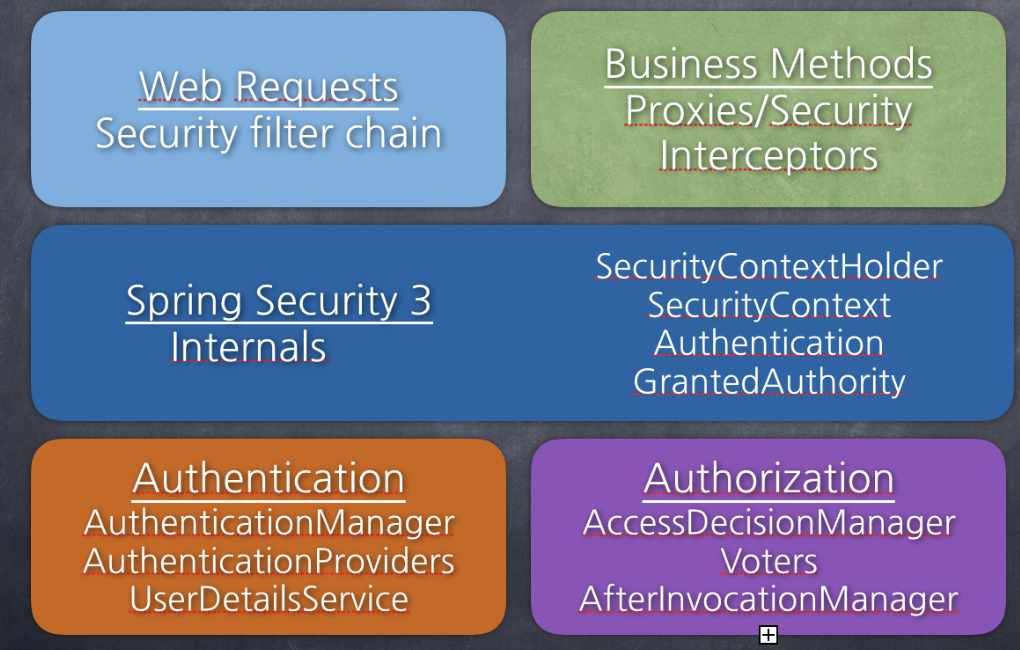 Web Requests
Security filter chain
Business Methods
Proxies/Security
Interceptors
Spring Security 3
Internals
SecurityContextHolder
SecurityContext
Authentication
GrantedAuthority
Authentication
AuthenticationManager
AuthenticationProviders
UserDetailsService
Authorization
AccessDecisionManager
Voters
AfterInvocationManager